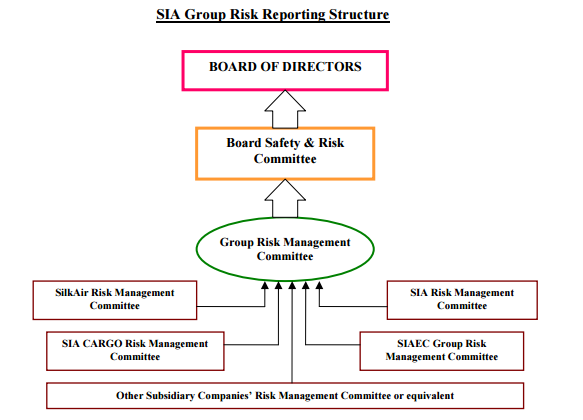 SIA Group Risk Reporting Structure
BOARD OF DIRECTORS
Board Safety & Risk
Committee
Group Risk Management
Committee
SilkAir Risk Management
Committee
SIA Risk Management
Committee
SIA CARGO Risk Management
Committee
SIAEC Group Risk
Management Committee
Other Subsidiary Companies’ Risk Management Committee or equivalent